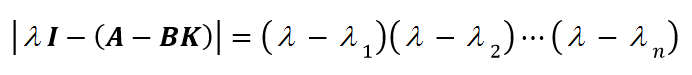 |λI − (A − BK)| = (λ − λ₁)(λ − λ₂)⋯(λ − λₙ)